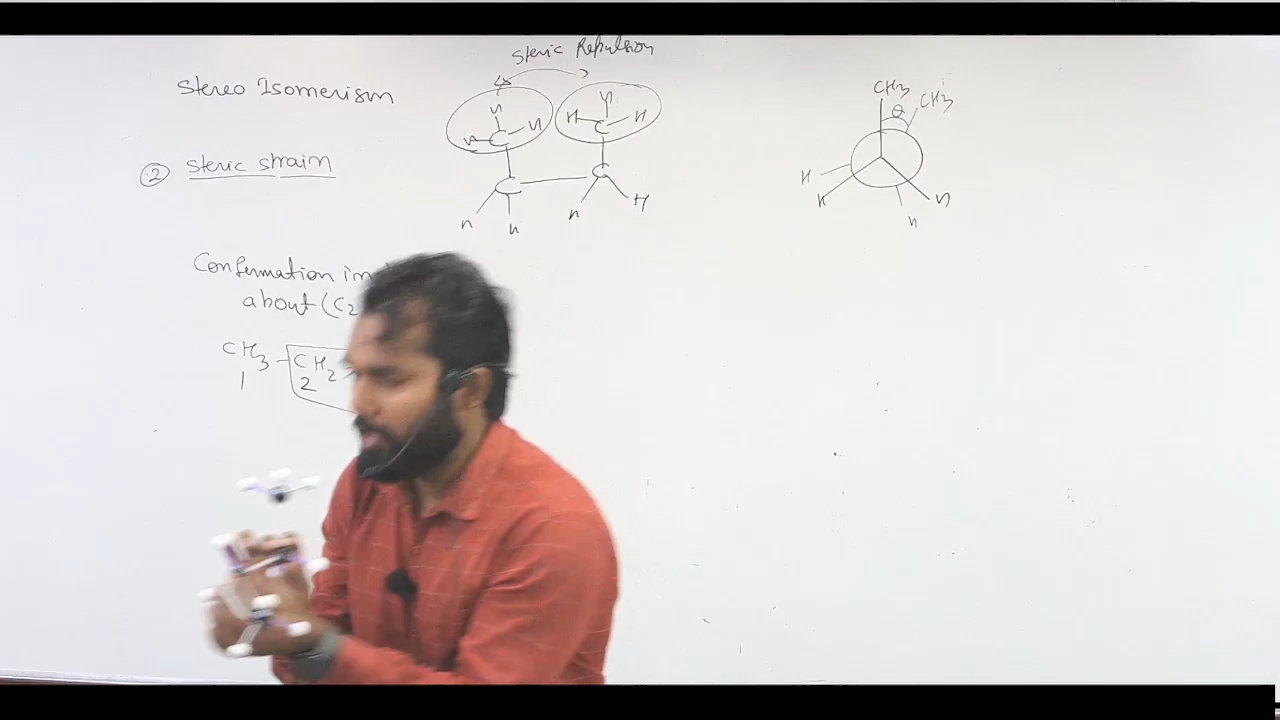 Stereo Isomerism
② Steric strain
Conformation in
about (C2
CH3 - CH2
1 2
Steric Repulsion
H H
H C H H C H
C C
H H H H
CH3
θ CH3
H
H H
H